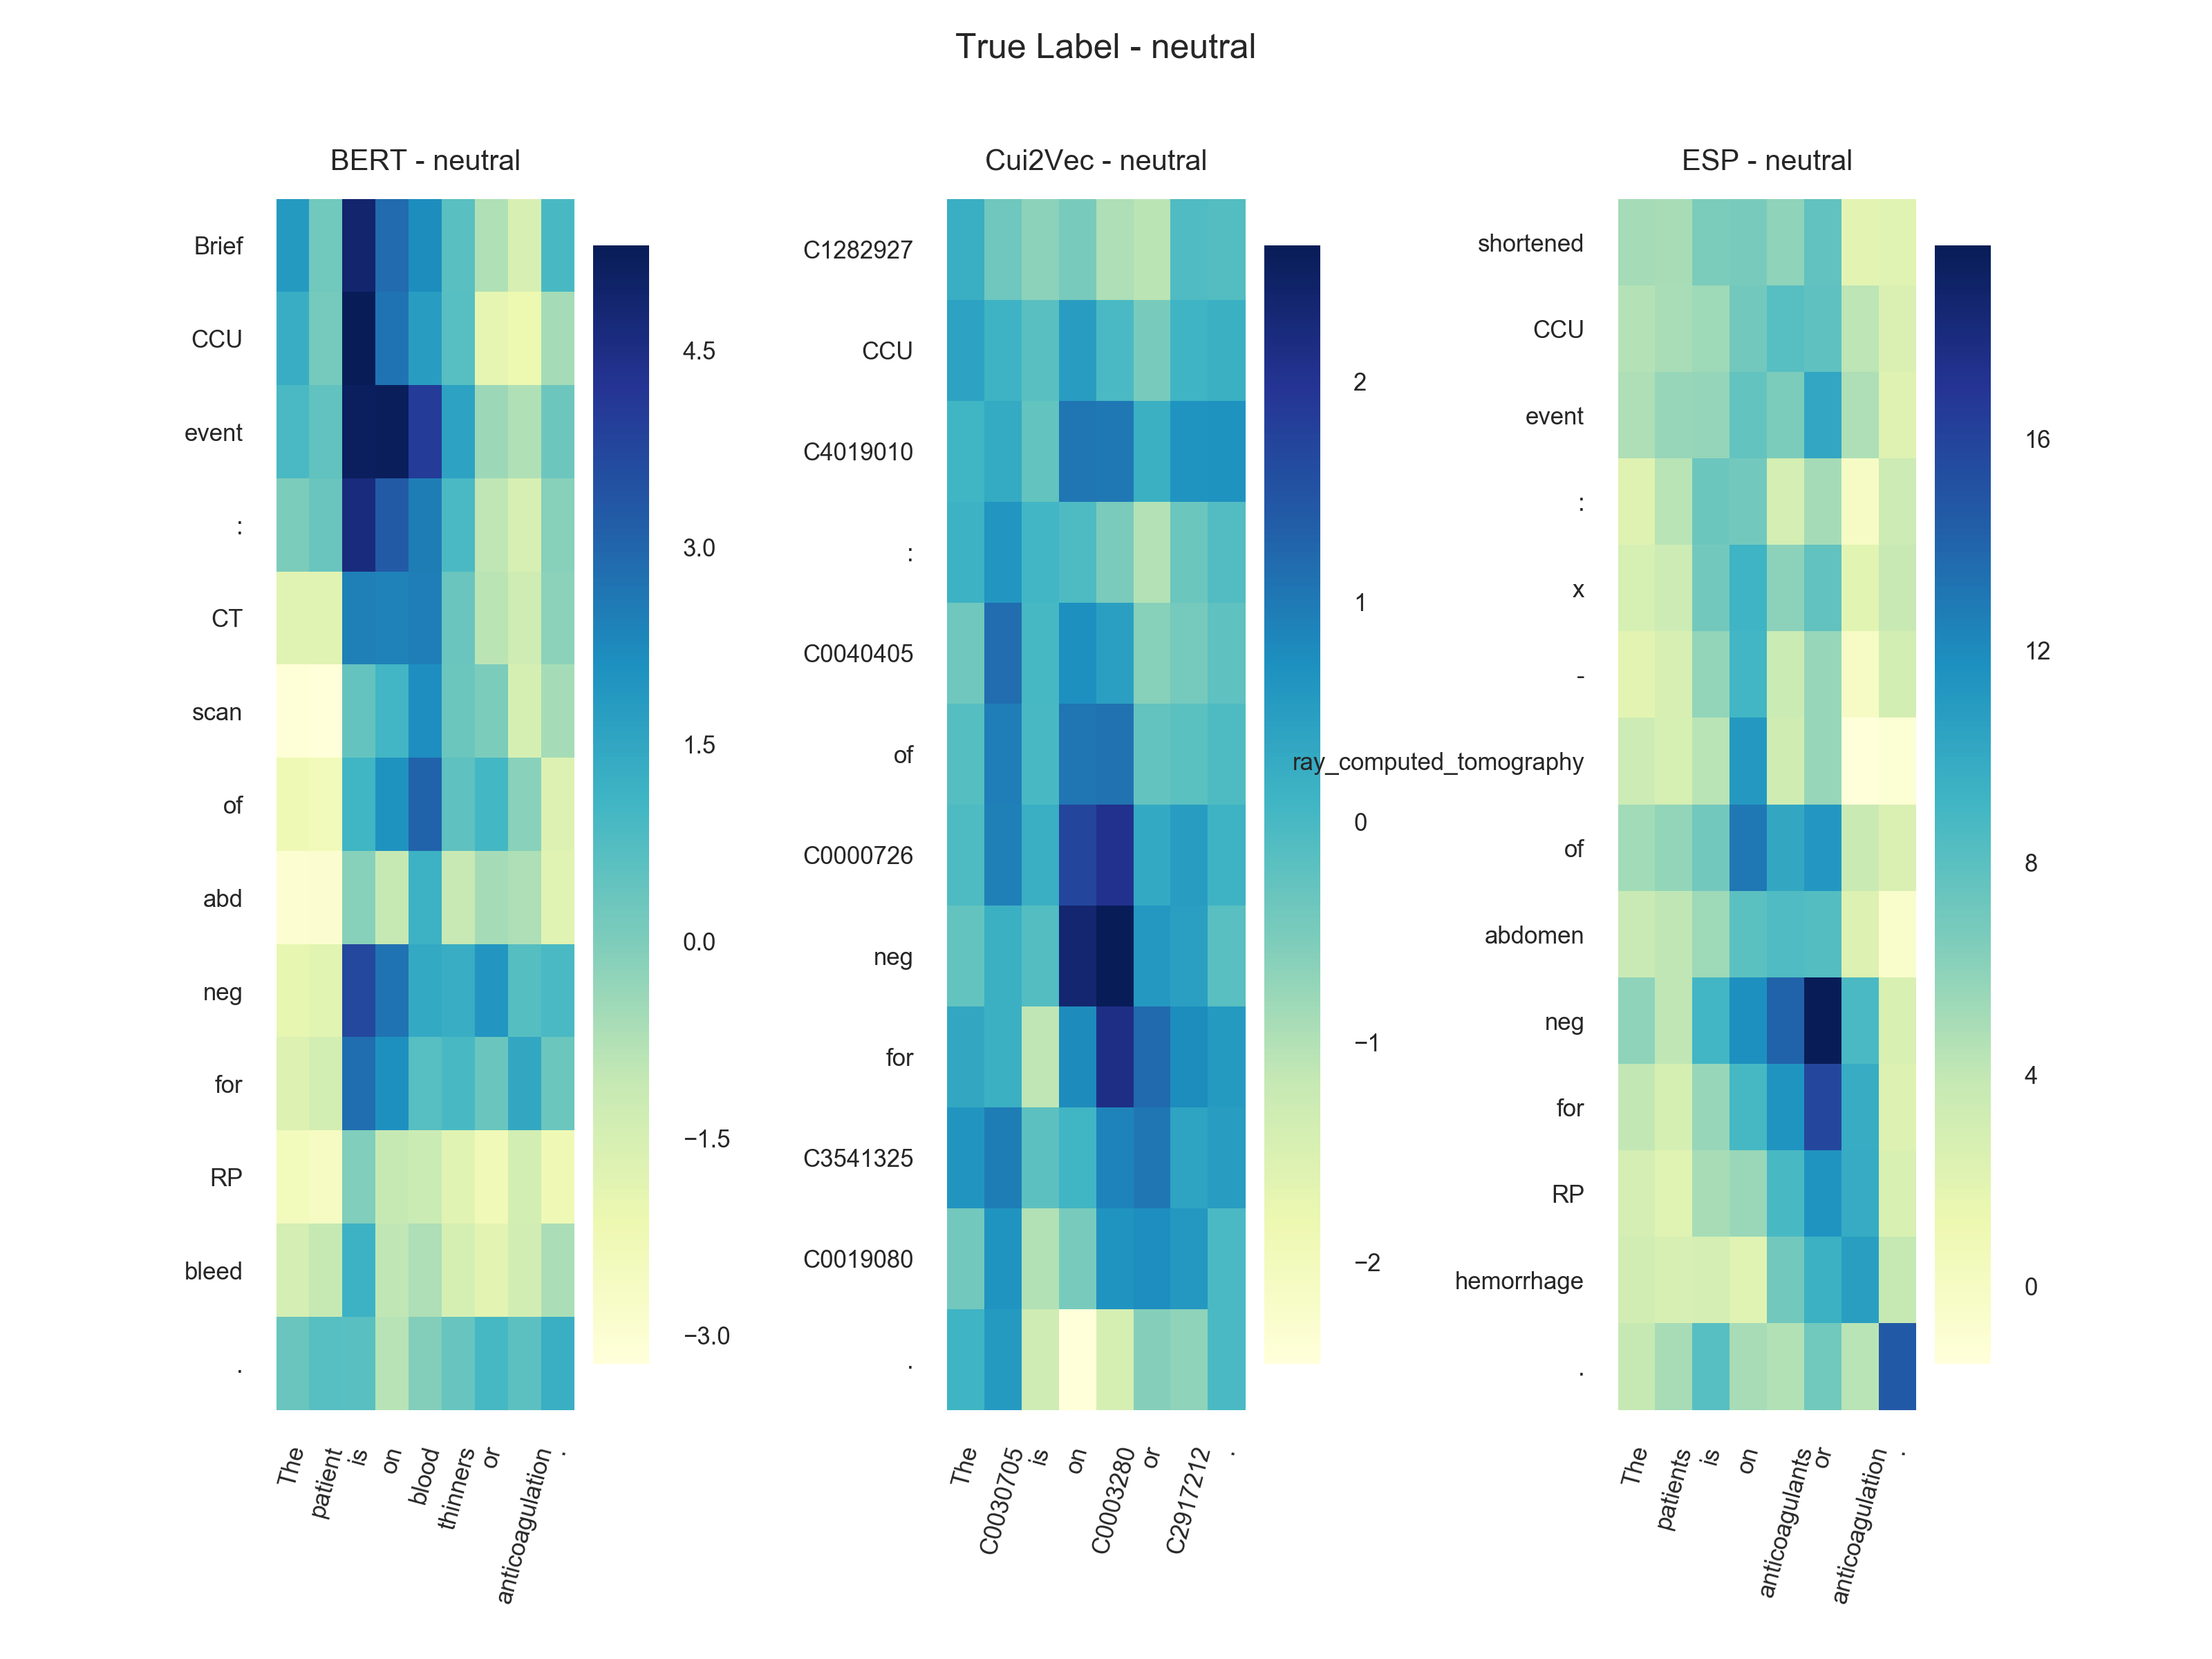 True Label - neutral
BERT - neutral
Brief
CCU
event
:
CT
scan
of
abd
neg
for
RP
bleed
.
The
patient
is
on
blood
thinners
or
anticoagulation
.
4.5
3.0
1.5
0.0
−1.5
−3.0
Cui2Vec - neutral
C1282927
CCU
C4019010
:
C0040405
of
C0000726
neg
for
C3541325
C0019080
.
The
C0030705
is
on
C0003280
or
C2917212
.
2
1
0
−1
−2
ESP - neutral
shortened
CCU
event
:
x
-
ray_computed_tomography
of
abdomen
neg
for
RP
hemorrhage
.
The
patients
is
on
anticoagulants
or
anticoagulation
.
16
12
8
4
0